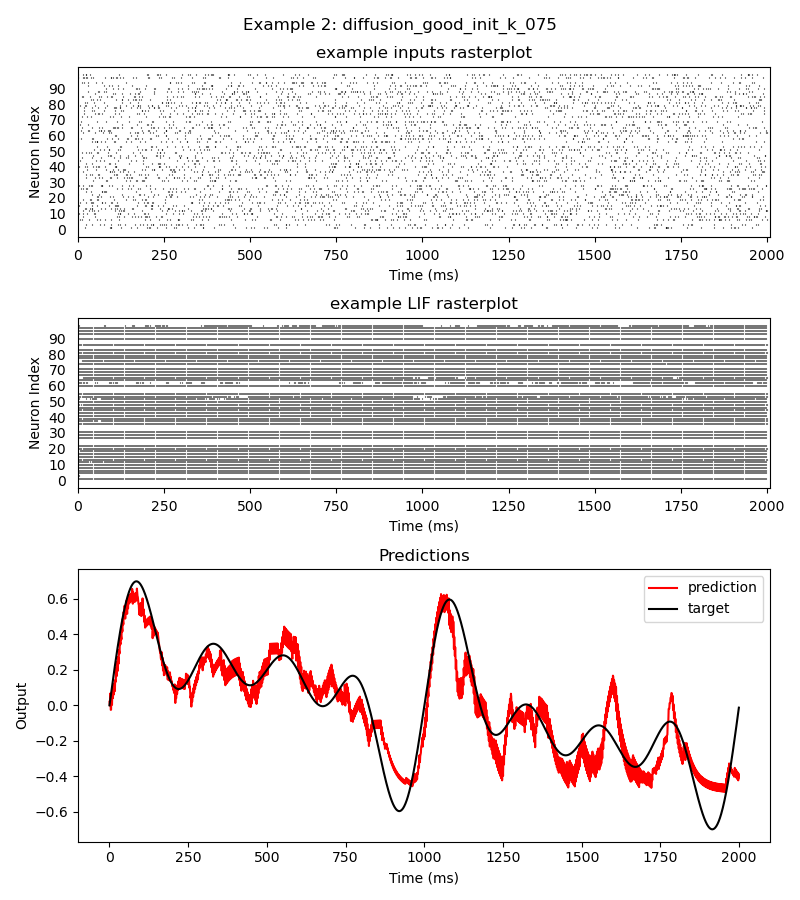 Example 2: diffusion_good_init_k_075
example inputs rasterplot
Neuron Index
90
80
70
60
50
40
30
20
10
0
0 250 500 750 1000 1250 1500 1750 2000
Time (ms)
example LIF rasterplot
Neuron Index
90
80
70
60
50
40
30
20
10
0
0 250 500 750 1000 1250 1500 1750 2000
Time (ms)
Predictions
prediction
target
Output
0.6
0.4
0.2
0.0
−0.2
−0.4
−0.6
0 250 500 750 1000 1250 1500 1750 2000
Time (ms)